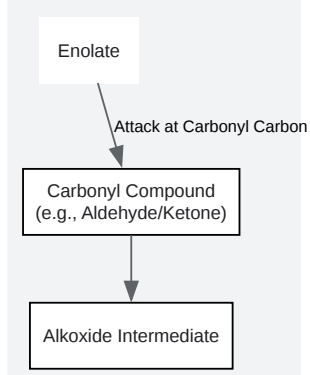 Enolate
Attack at Carbonyl Carbon
Carbonyl Compound
(e.g., Aldehyde/Ketone)
Alkoxide Intermediate